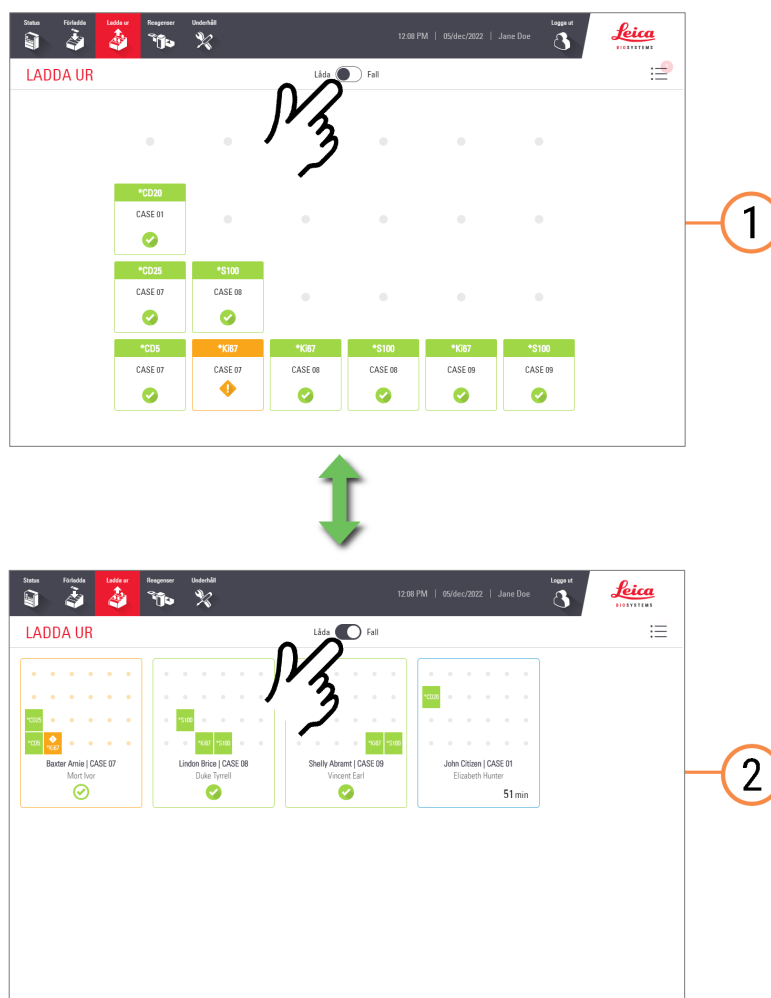 Status Förladda Ladda ur Reagenser Underhåll
12:08 PM | 05/dec/2022 | Jane Doe
Logga ut
Leica
BIOSYSTEMS
LADDA UR
Låda Fall
*CD20
CASE 01
*CD25 *S100
CASE 07 CASE 08
*CD5 *Ki67 *Ki67 *S100 *Ki67 *S100
CASE 07 CASE 07 CASE 08 CASE 08 CASE 09 CASE 09
1
Status Förladda Ladda ur Reagenser Underhåll
12:08 PM | 05/dec/2022 | Jane Doe
Logga ut
Leica
BIOSYSTEMS
LADDA UR
Låda Fall
*CD20
*CD25 *S100
*CD5 *Ki67 *Ki67 *S100 *Ki67 *S100
Baxter Amie | CASE 07 Lindon Brice | CASE 08 Shelly Abramt | CASE 09 John Citizen | CASE 01
Mort Ivor Duke Tyrrell Vincent Earl Elizabeth Hunter
51 min
2